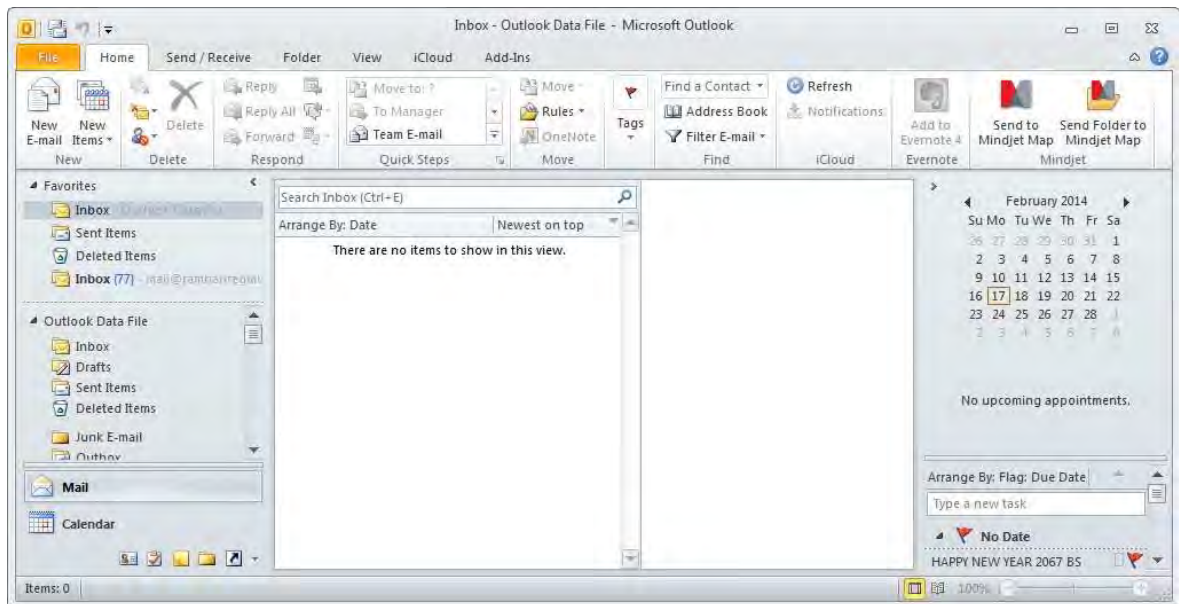 Inbox - Outlook Data File - Microsoft Outlook
File Home Send / Receive Folder View iCloud Add-Ins
New E-mail
New Items
New
Delete
Delete
Reply
Reply All
Forward
Respond
Move to: ?
To Manager
Team E-mail
Quick Steps
Move
Rules
OneNote
Move
Tags
Find a Contact
Address Book
Filter E-mail
Find
Refresh
Notifications
iCloud
Add to Evernote 4
Evernote
Send to Mindjet Map
Send Folder to Mindjet Map
Mindjet
Favorites
Inbox
Sent Items
Deleted Items
Inbox (77)
Outlook Data File
Inbox
Drafts
Sent Items
Deleted Items
Junk E-mail
Outbox
Mail
Calendar
Search Inbox (Ctrl+E)
Arrange By: Date Newest on top
There are no items to show in this view.
February 2014
Su Mo Tu We Th Fr Sa
26 27 28 29 30 31 1
2 3 4 5 6 7 8
9 10 11 12 13 14 15
16 17 18 19 20 21 22
23 24 25 26 27 28 1
2 3 4 5 6 7 8
No upcoming appointments.
Arrange By: Flag: Due Date
Type a new task
No Date
HAPPY NEW YEAR 2067 BS
Items: 0
100%